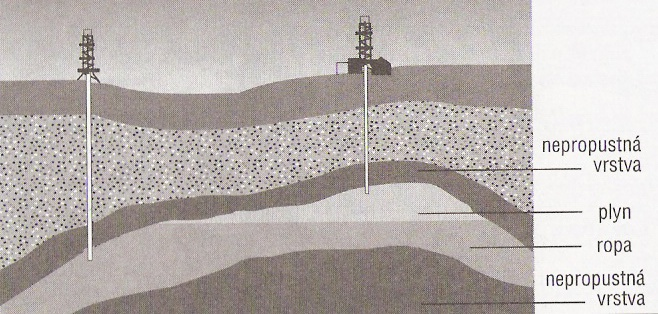 nepropustná
vrstva
plyn
ropa
nepropustná
vrstva